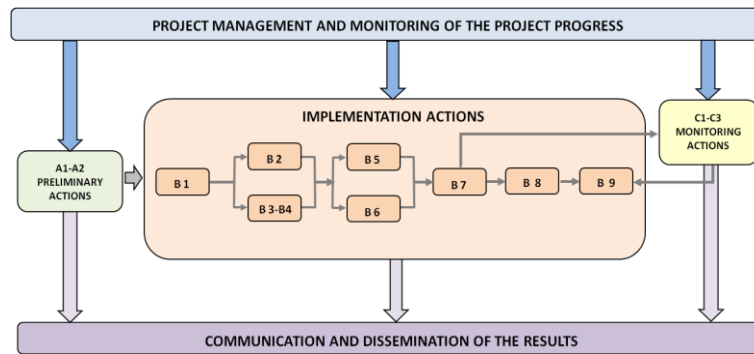 PROJECT MANAGEMENT AND MONITORING OF THE PROJECT PROGRESS
IMPLEMENTATION ACTIONS
C1-C3
MONITORING
ACTIONS
A1-A2
PRELIMINARY
ACTIONS
B 1
B 2
B 3-B4
B 5
B 6
B 7
B 8
B 9
COMMUNICATION AND DISSEMINATION OF THE RESULTS